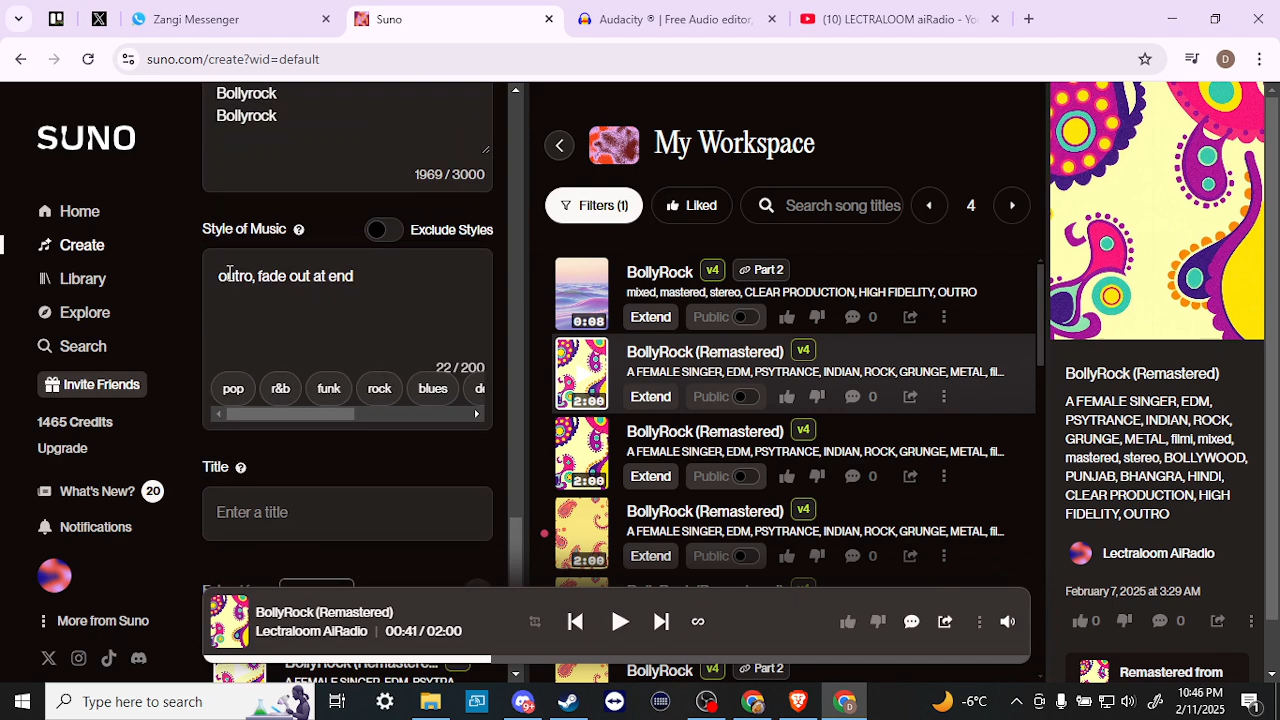 Zangi Messenger
Suno
Audacity ® | Free Audio editor,
(10) LECTRALOOM aiRadio - Yo
suno.com/create?wid=default
D
SUNO
Home
Create
Library
Explore
Search
Invite Friends
1465 Credits
Upgrade
What's New? 20
Notifications
More from Suno
Bollyrock
Bollyrock
1969 / 3000
Style of Music
Exclude Styles
outro, fade out at end
22 / 200
pop
r&b
funk
rock
blues
Title
Enter a title
My Workspace
Filters (1)
Liked
Search song titles
4
0:08
BollyRock v4 Part 2
mixed, mastered, stereo, CLEAR PRODUCTION, HIGH FIDELITY, OUTRO
Extend Public 0
2:00
BollyRock (Remastered) v4
A FEMALE SINGER, EDM, PSYTRANCE, INDIAN, ROCK, GRUNGE, METAL, fil...
Extend Public 0
2:00
BollyRock (Remastered) v4
A FEMALE SINGER, EDM, PSYTRANCE, INDIAN, ROCK, GRUNGE, METAL, fil...
Extend Public 0
2:00
BollyRock (Remastered) v4
A FEMALE SINGER, EDM, PSYTRANCE, INDIAN, ROCK, GRUNGE, METAL, fil...
Extend Public 0
BollyRock (Remastered)
A FEMALE SINGER, EDM,
PSYTRANCE, INDIAN, ROCK,
GRUNGE, METAL, filmi, mixed,
mastered, stereo, BOLLYWOOD,
PUNJAB, BHANGRA, HINDI,
CLEAR PRODUCTION, HIGH
FIDELITY, OUTRO
Lectraloom AiRadio
February 7, 2025 at 3:29 AM
0 0
Remastered from
BollyRock (Remastered)
Lectraloom AiRadio | 00:41 / 02:00
BollyRock (Remastere...
BollyRock v4 Part 2
Type here to search
9+
-6°C
10:46 PM
2/11/2025
1